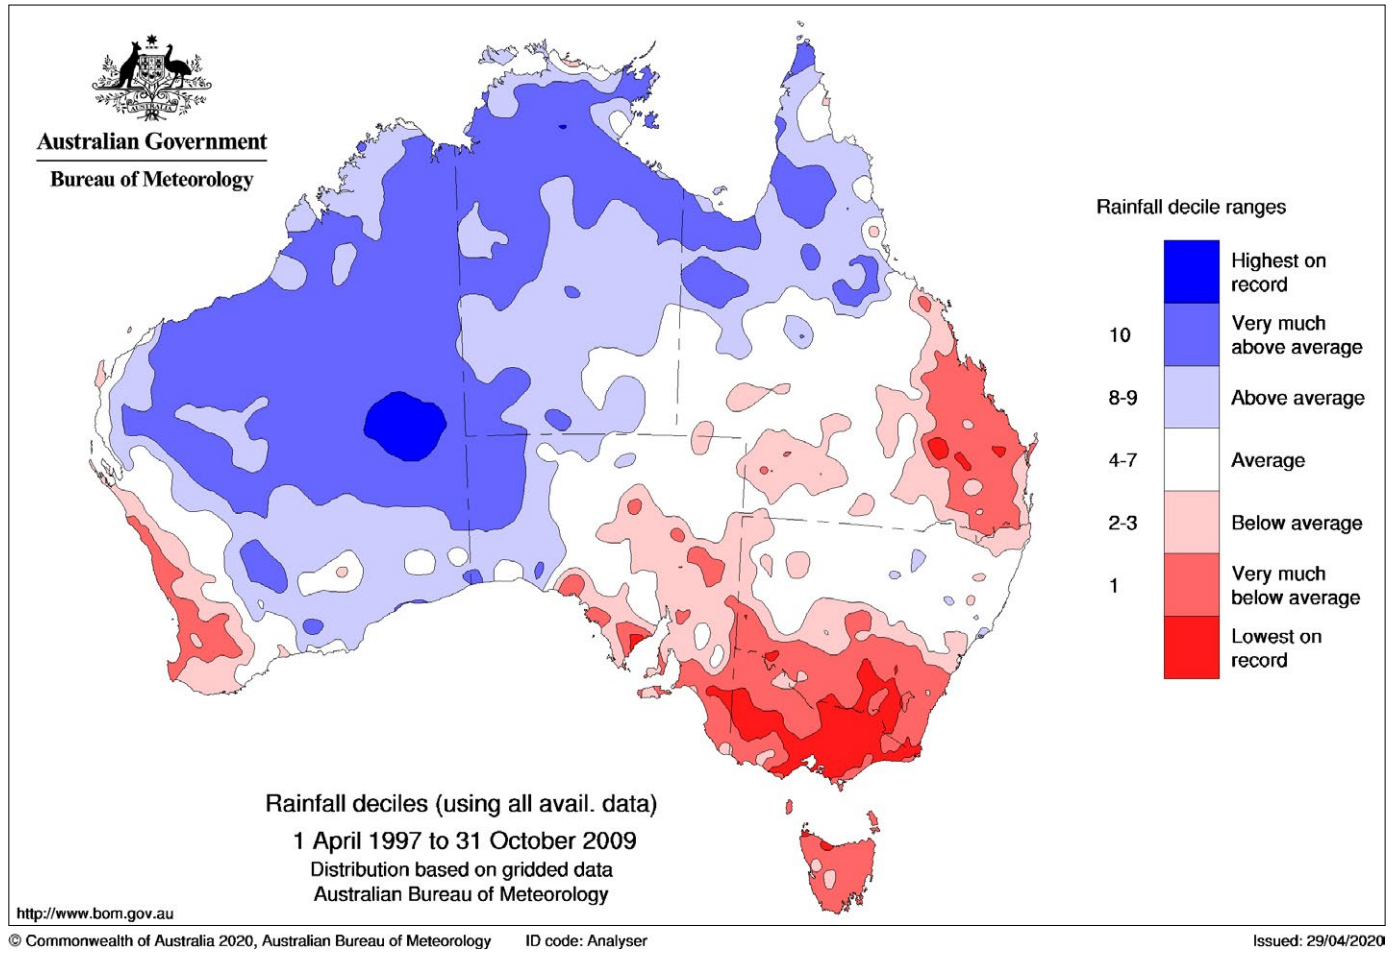 AUSTRALIA
Australian Government
Bureau of Meteorology
Rainfall decile ranges
Highest on
record
10
Very much
above average
8-9
Above average
4-7
Average
2-3
Below average
1
Very much
below average
Lowest on
record
Rainfall deciles (using all avail. data)
1 April 1997 to 31 October 2009
Distribution based on gridded data
Australian Bureau of Meteorology
http://www.bom.gov.au
© Commonwealth of Australia 2020, Australian Bureau of Meteorology
ID code: Analyser
Issued: 29/04/2020